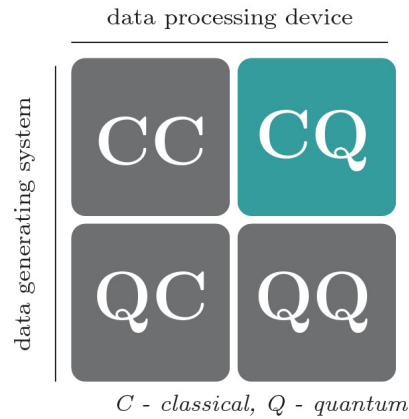 data processing device
data generating system
CC CQ
QC QQ
C - classical, Q - quantum